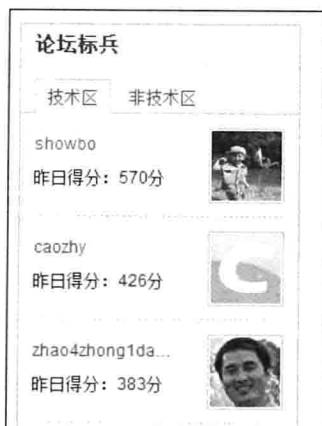 论坛标兵
技术区 非技术区
showbo
昨日得分：570分
caozhy
昨日得分：426分
zhao4zhong1da...
昨日得分：383分